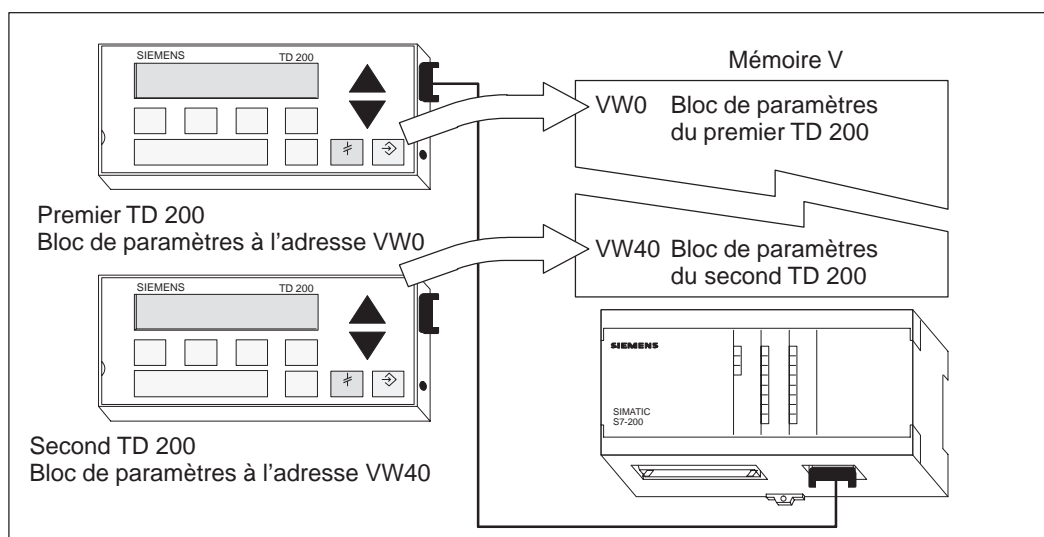 SIEMENS TD 200
Premier TD 200
Bloc de paramètres à l'adresse VW0
SIEMENS TD 200
Second TD 200
Bloc de paramètres à l'adresse VW40
Mémoire V
VW0 Bloc de paramètres
du premier TD 200
VW40 Bloc de paramètres
du second TD 200
SIEMENS
SIMATIC
S7-200